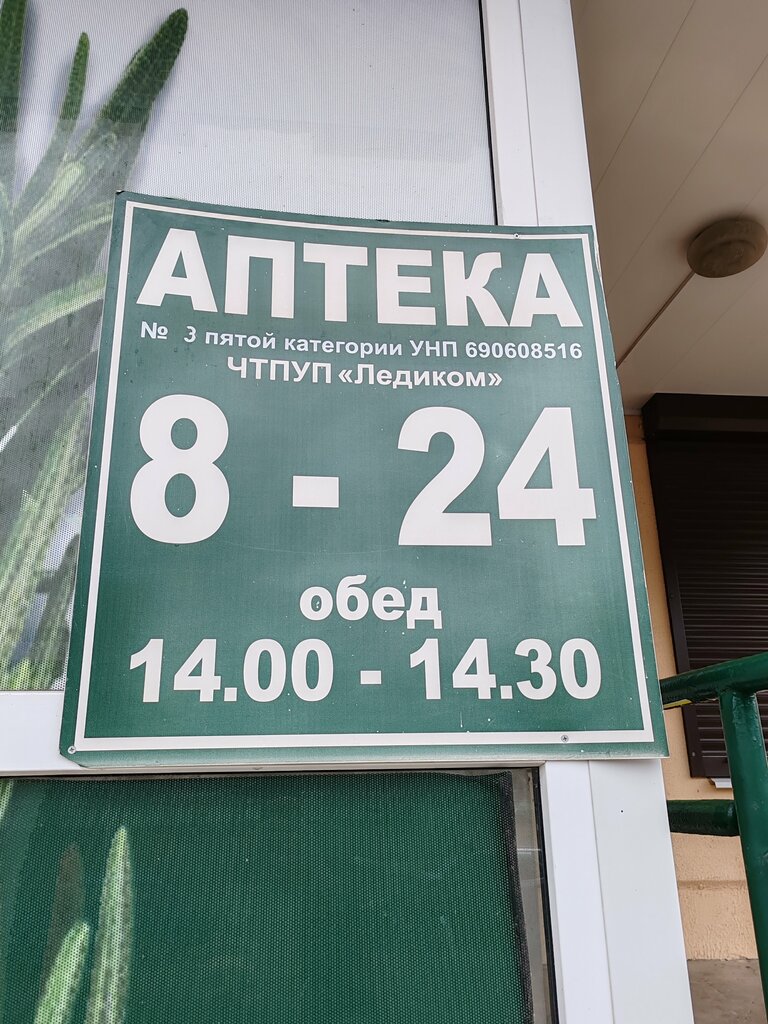 АПТЕКА
№ 3 пятой категории УНП 690608516
ЧТПУП «Ледиком»
8 - 24
обед
14.00 - 14.30